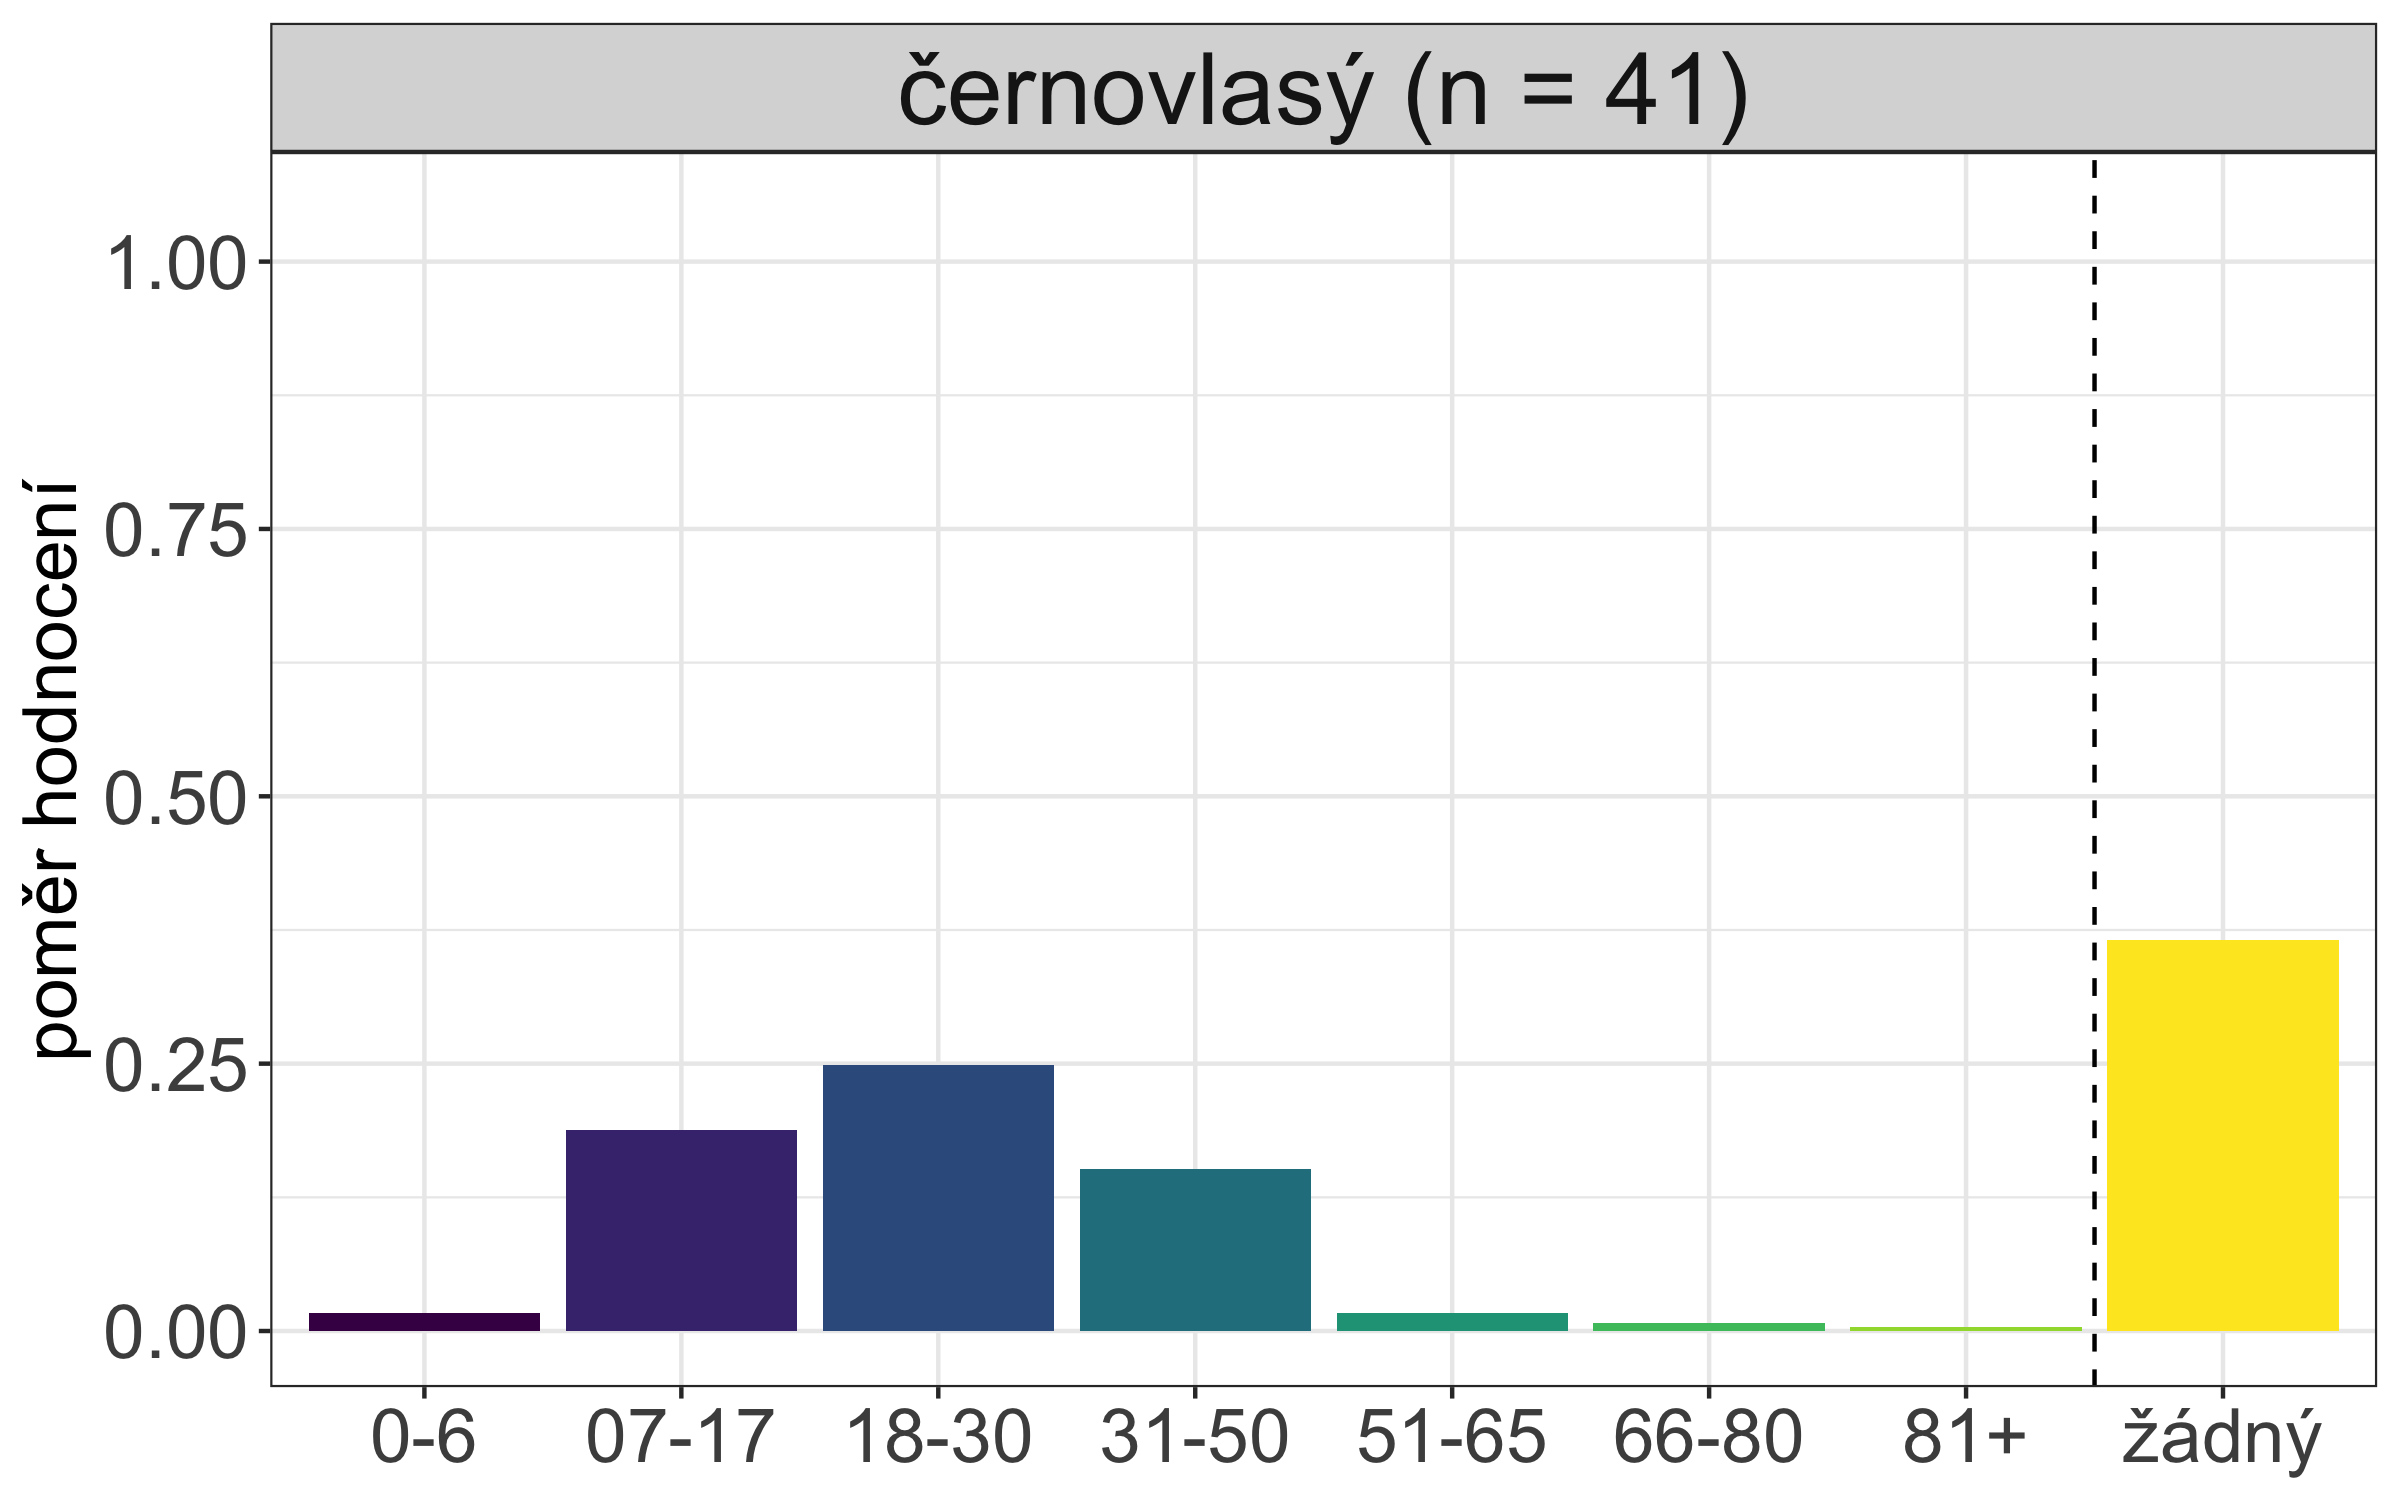 černovlasý (n = 41)
poměr hodnocení
1.00
0.75
0.50
0.25
0.00
0-6 07-17 18-30 31-50 51-65 66-80 81+ žádný